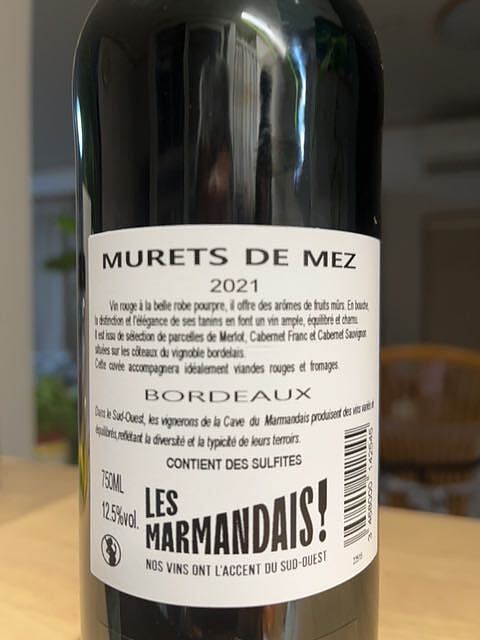 MURETS DE MEZ
2021
Vin rouge à la belle robe pourpre, il offre des arômes de fruits mûrs. En bouche,
la distinction et l'élégance de ses tanins en font un vin ample, équilibré et charnu.
Il est issu de sélection de parcelles de Merlot, Cabernet Franc et Cabernet Sauvignon
situées sur les côteaux du vignoble bordelais.
Cette cuvée accompagnera idéalement viandes rouges et fromages.
BORDEAUX
Dans le Sud-Ouest, les vignerons de la Cave du Marmandais produisent des vins variés et
équilibrés, reflétant la diversité et la typicité de leurs terroirs.
CONTIENT DES SULFITES
750ML
12.5%vol.
LES
MARMANDAIS!
NOS VINS ONT L'ACCENT DU SUD-OUEST
3 468000 142546